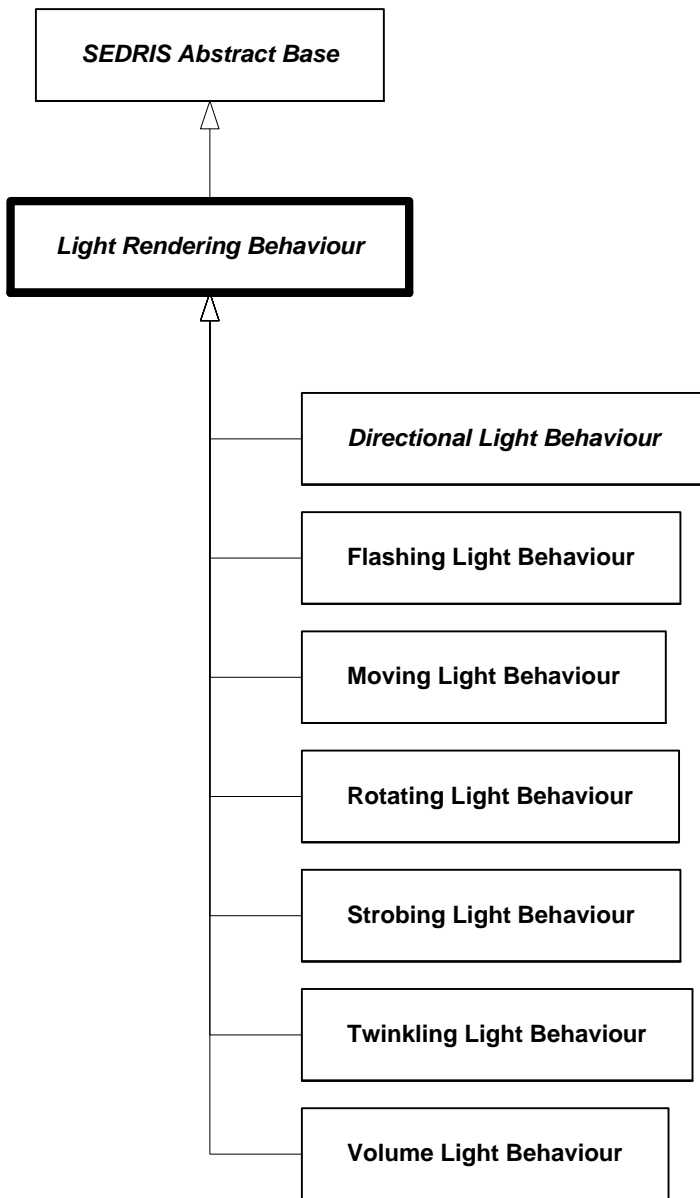 SEDRIS Abstract Base
Light Rendering Behaviour
Directional Light Behaviour
Flashing Light Behaviour
Moving Light Behaviour
Rotating Light Behaviour
Strobing Light Behaviour
Twinkling Light Behaviour
Volume Light Behaviour